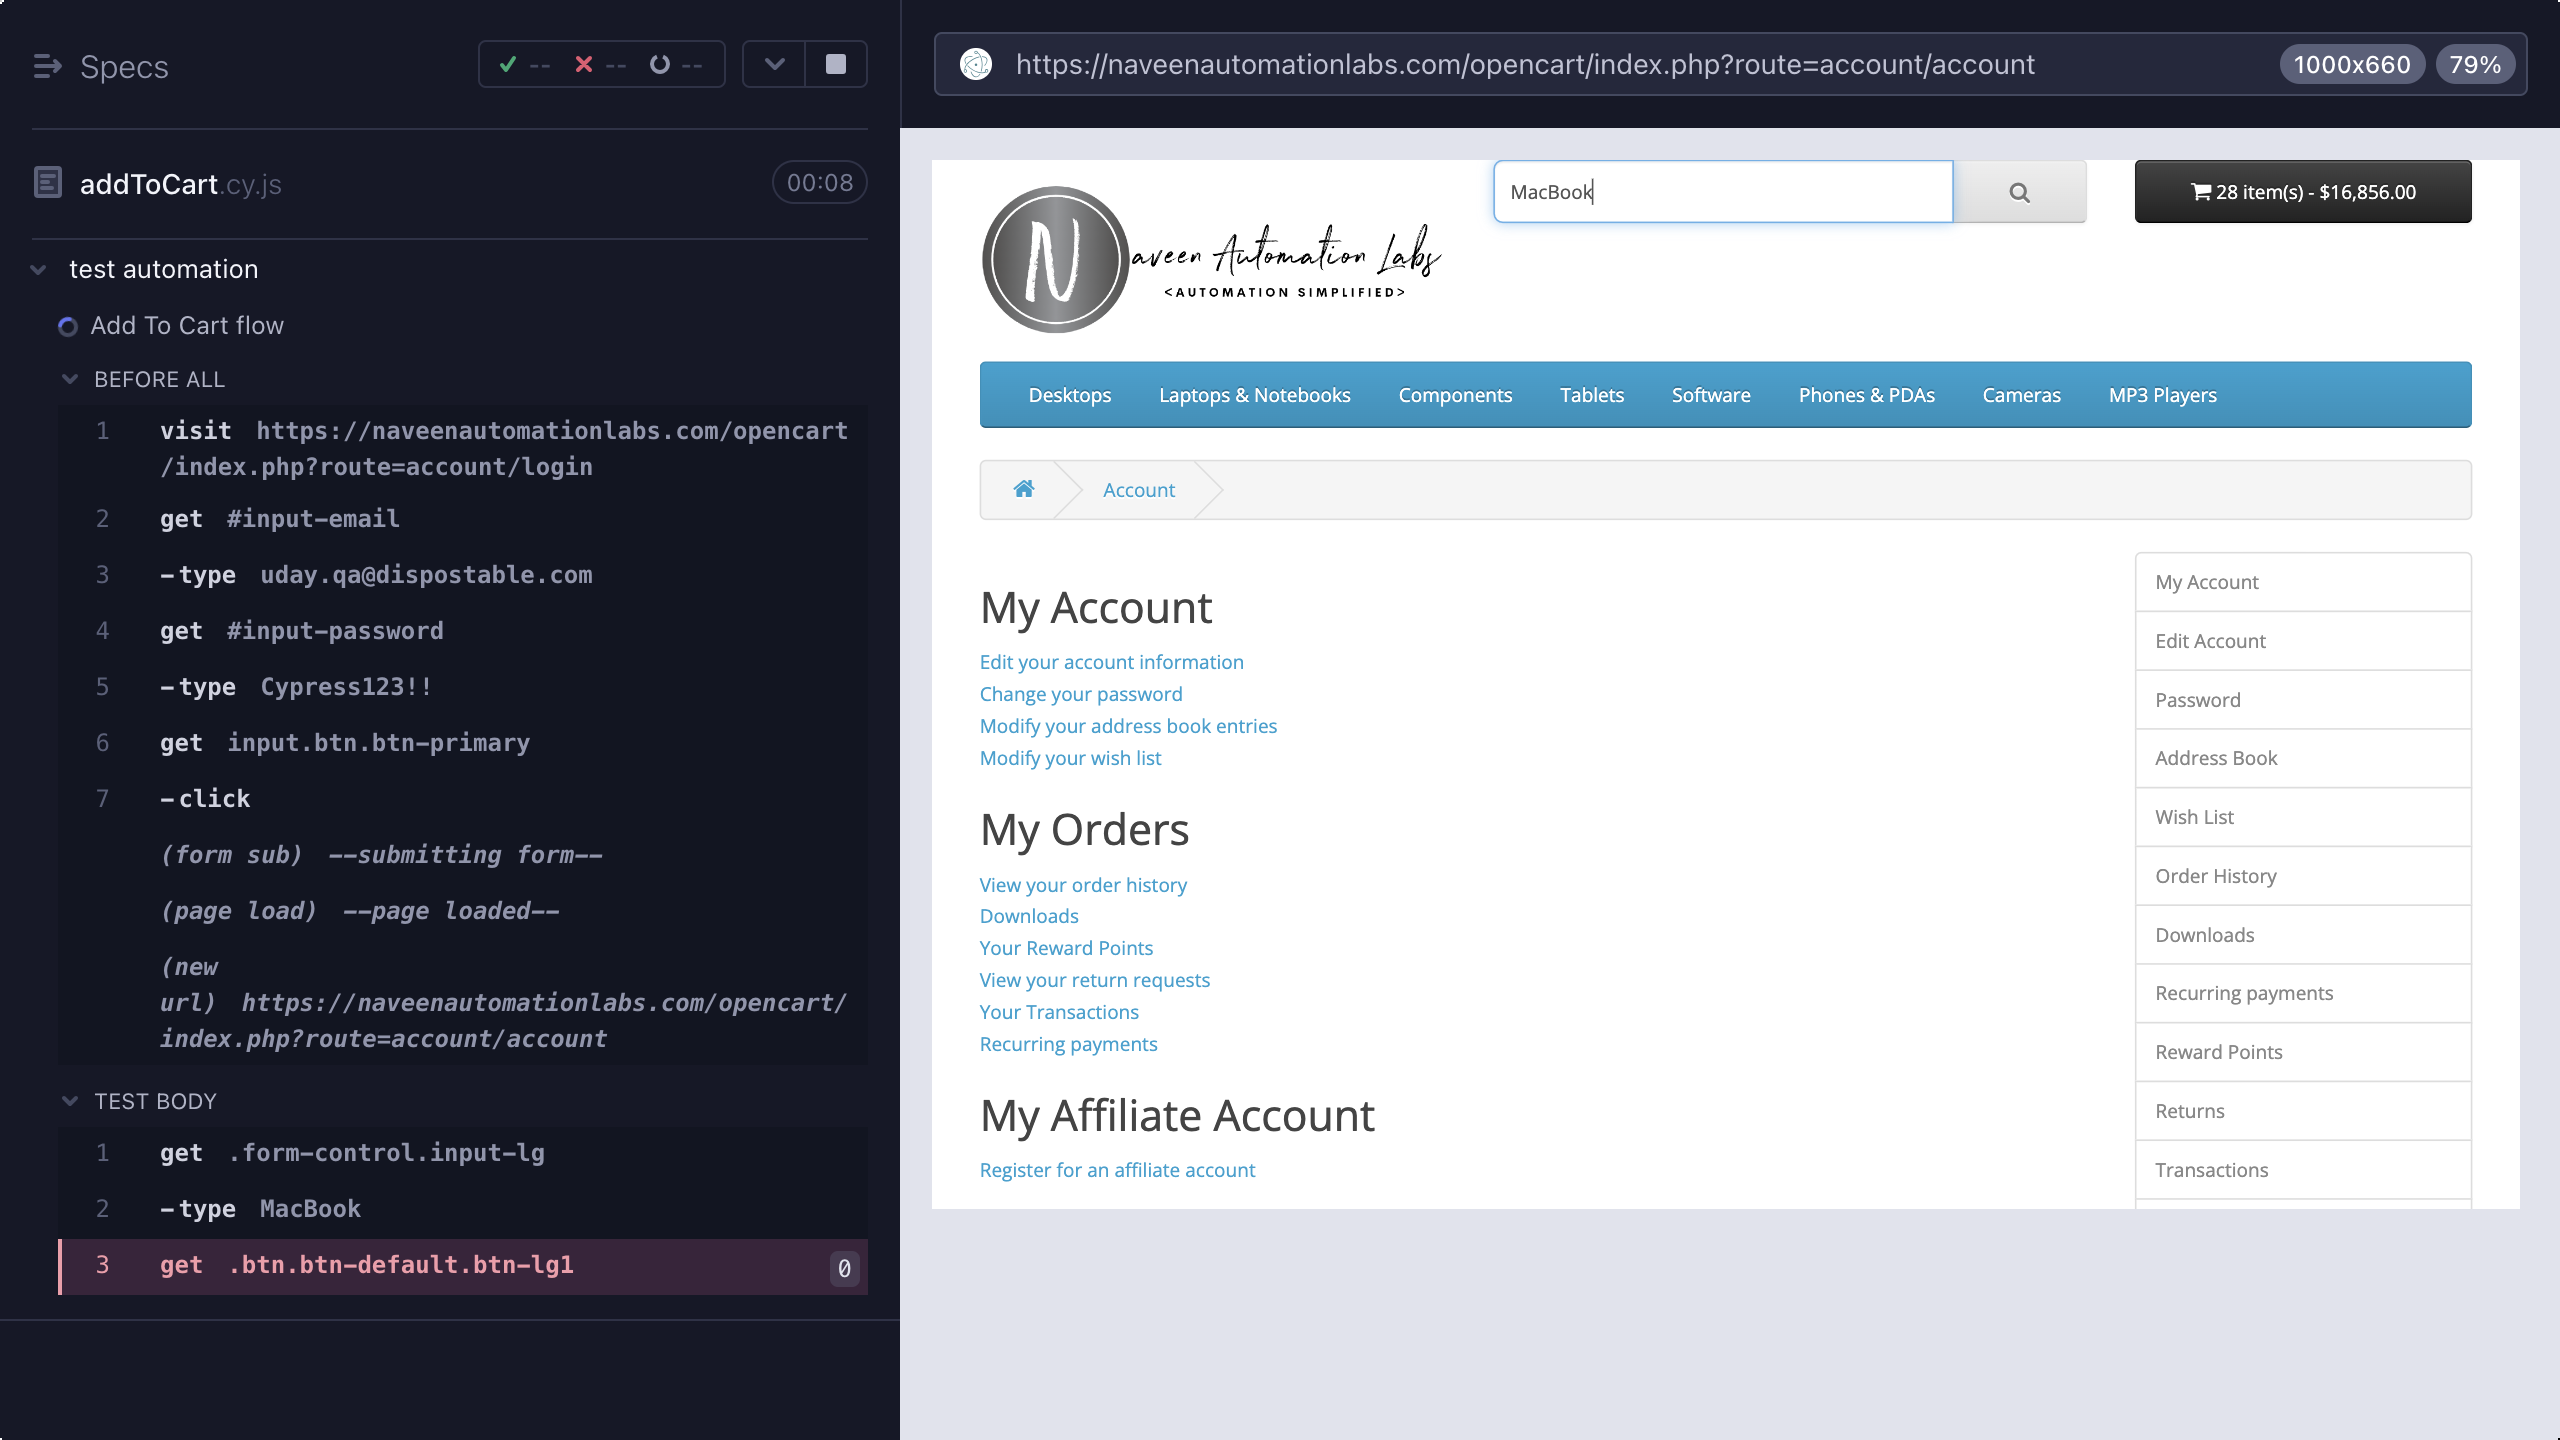 Specs
-- -- --
addToCart.cy.js
00:08
test automation
Add To Cart flow
BEFORE ALL
1 visit https://naveenautomationlabs.com/opencart
/index.php?route=account/login
2 get #input-email
3 -type uday.qa@dispostable.com
4 get #input-password
5 -type Cypress123!!
6 get input.btn.btn-primary
7 -click
(form sub) --submitting form--
(page load) --page loaded--
(new
url) https://naveenautomationlabs.com/opencart/
index.php?route=account/account
TEST BODY
1 get .form-control.input-lg
2 -type MacBook
3 get .btn.btn-default.btn-lg1 0
https://naveenautomationlabs.com/opencart/index.php?route=account/account
1000x660 79%
MacBook
28 item(s) - $16,856.00
Naveen Automation Labs
<AUTOMATION SIMPLIFIED>
Desktops Laptops & Notebooks Components Tablets Software Phones & PDAs Cameras MP3 Players
Account
My Account
Edit your account information
Change your password
Modify your address book entries
Modify your wish list
My Orders
View your order history
Downloads
Your Reward Points
View your return requests
Your Transactions
Recurring payments
My Affiliate Account
Register for an affiliate account
My Account
Edit Account
Password
Address Book
Wish List
Order History
Downloads
Recurring payments
Reward Points
Returns
Transactions